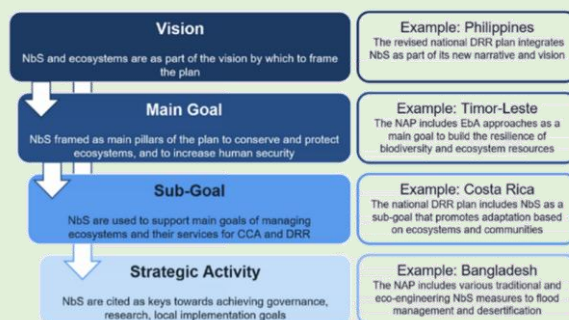 Vision
NbS and ecosystems are as part of the vision by which to frame
the plan
Example: Philippines
The revised national DRR plan integrates
NbS as part of its new narrative and vision
Main Goal
NbS framed as main pillars of the plan to conserve and protect
ecosystems, and to increase human security
Example: Timor-Leste
The NAP includes EbA approaches as a
main goal to build the resilience of
biodiversity and ecosystem resources
Sub-Goal
NbS are used to support main goals of managing
ecosystems and their services for CCA and DRR
Example: Costa Rica
The national DRR plan includes NbS as a
sub-goal that promotes adaptation based
on ecosystems and communities
Strategic Activity
NbS are cited as keys towards achieving governance,
research, local implementation goals
Example: Bangladesh
The NAP includes various traditional and
eco-engineering NbS measures to flood
management and desertification